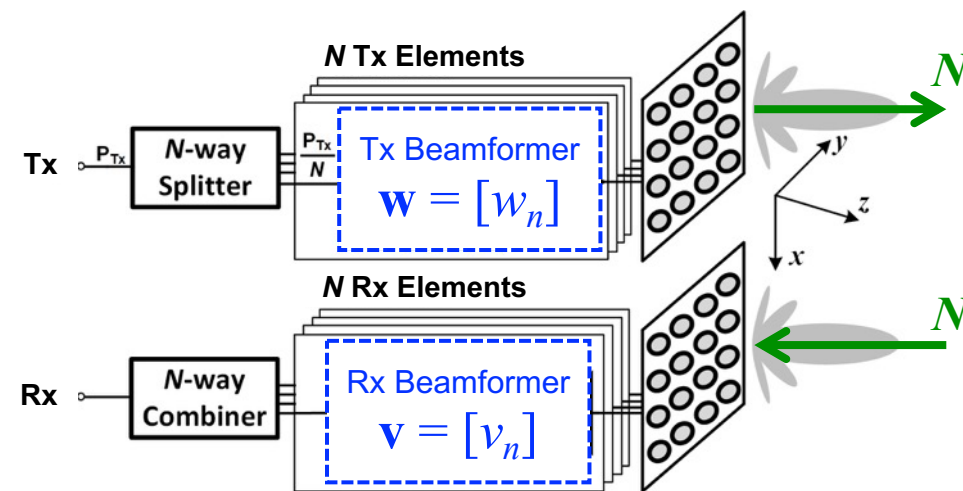 N Tx Elements
Tx
P_Tx
N-way
Splitter
P_Tx
N
Tx Beamformer
w = [w_n]
N
y
z
x
N Rx Elements
Rx
N-way
Combiner
Rx Beamformer
v = [v_n]
N